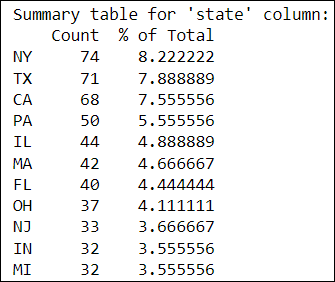 Summary table for 'state' column:
Count % of Total
NY 74 8.222222
TX 71 7.888889
CA 68 7.555556
PA 50 5.555556
IL 44 4.888889
MA 42 4.666667
FL 40 4.444444
OH 37 4.111111
NJ 33 3.666667
IN 32 3.555556
MI 32 3.555556